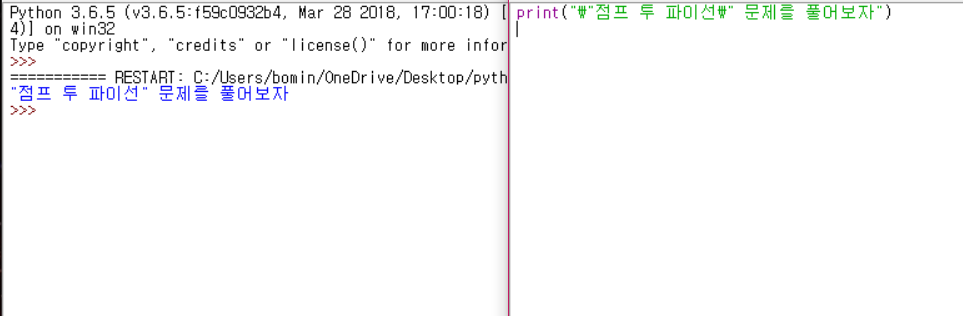 Python 3.6.5 (v3.6.5:f59c0932b4, Mar 28 2018, 17:00:18) [
4)] on win32
Type "copyright", "credits" or "license()" for more infor
>>>
=========== RESTART: C:/Users/bomin/OneDrive/Desktop/pyth
"점프 투 파이선" 문제를 풀어보자
>>>
print("₩"점프 투 파이선₩" 문제를 풀어보자")